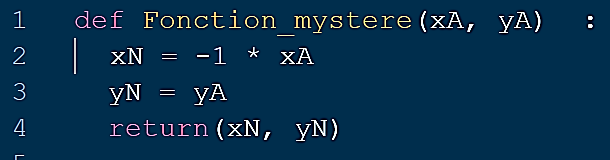 1 def Fonction_mystere(xA, yA) :
2 xN = -1 * xA
3 yN = yA
4 return(xN, yN)